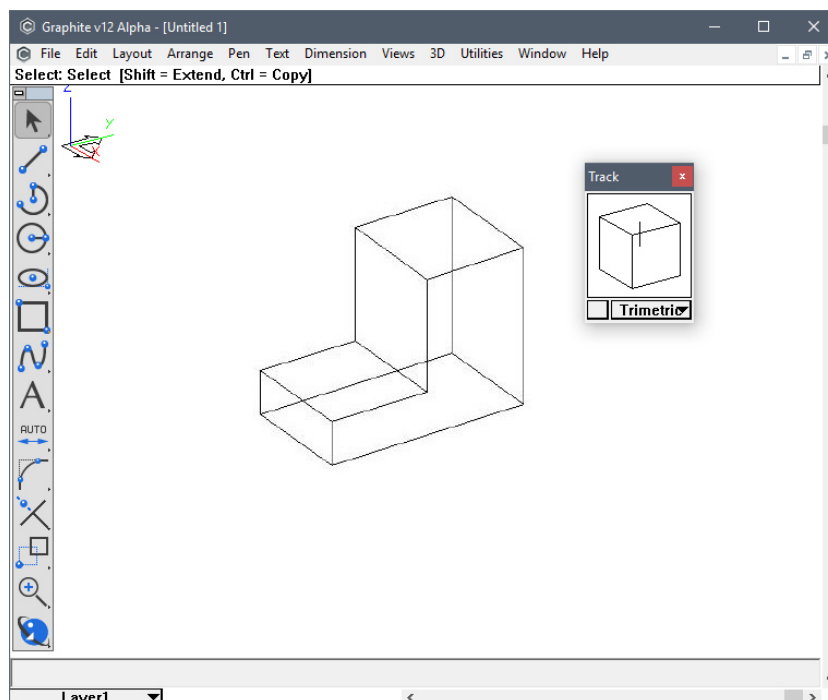 Graphite v12 Alpha - [Untitled 1]
File Edit Layout Arrange Pen Text Dimension Views 3D Utilities Window Help
Select: Select [Shift = Extend, Ctrl = Copy]
Z
y
X
Track
x
Trimetric
A
AUTO
Layer1